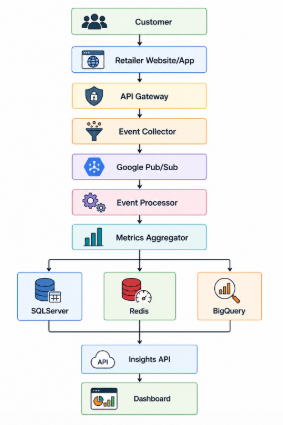 Customer
Retailer Website/App
API Gateway
Event Collector
Google Pub/Sub
Event Processor
Metrics Aggregator
SQLServer
Redis
BigQuery
API
Insights API
Dashboard